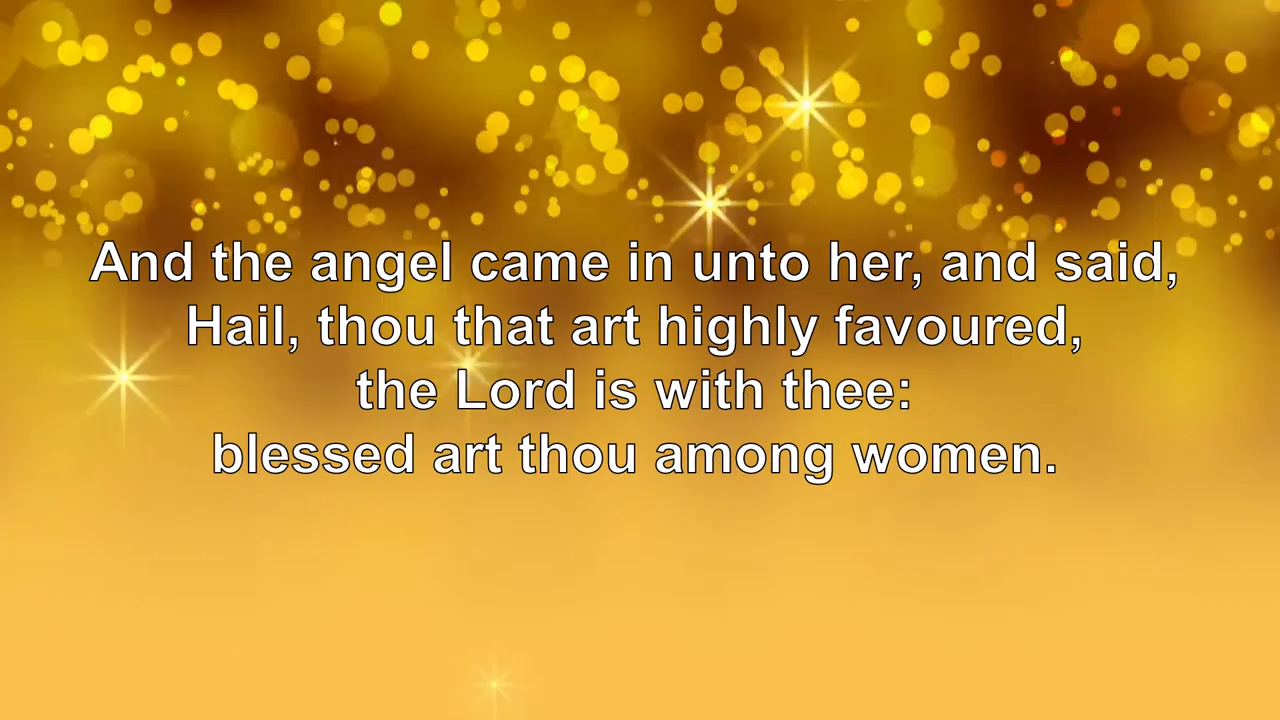 And the angel came in unto her, and said,
Hail, thou that art highly favoured,
the Lord is with thee:
blessed art thou among women.